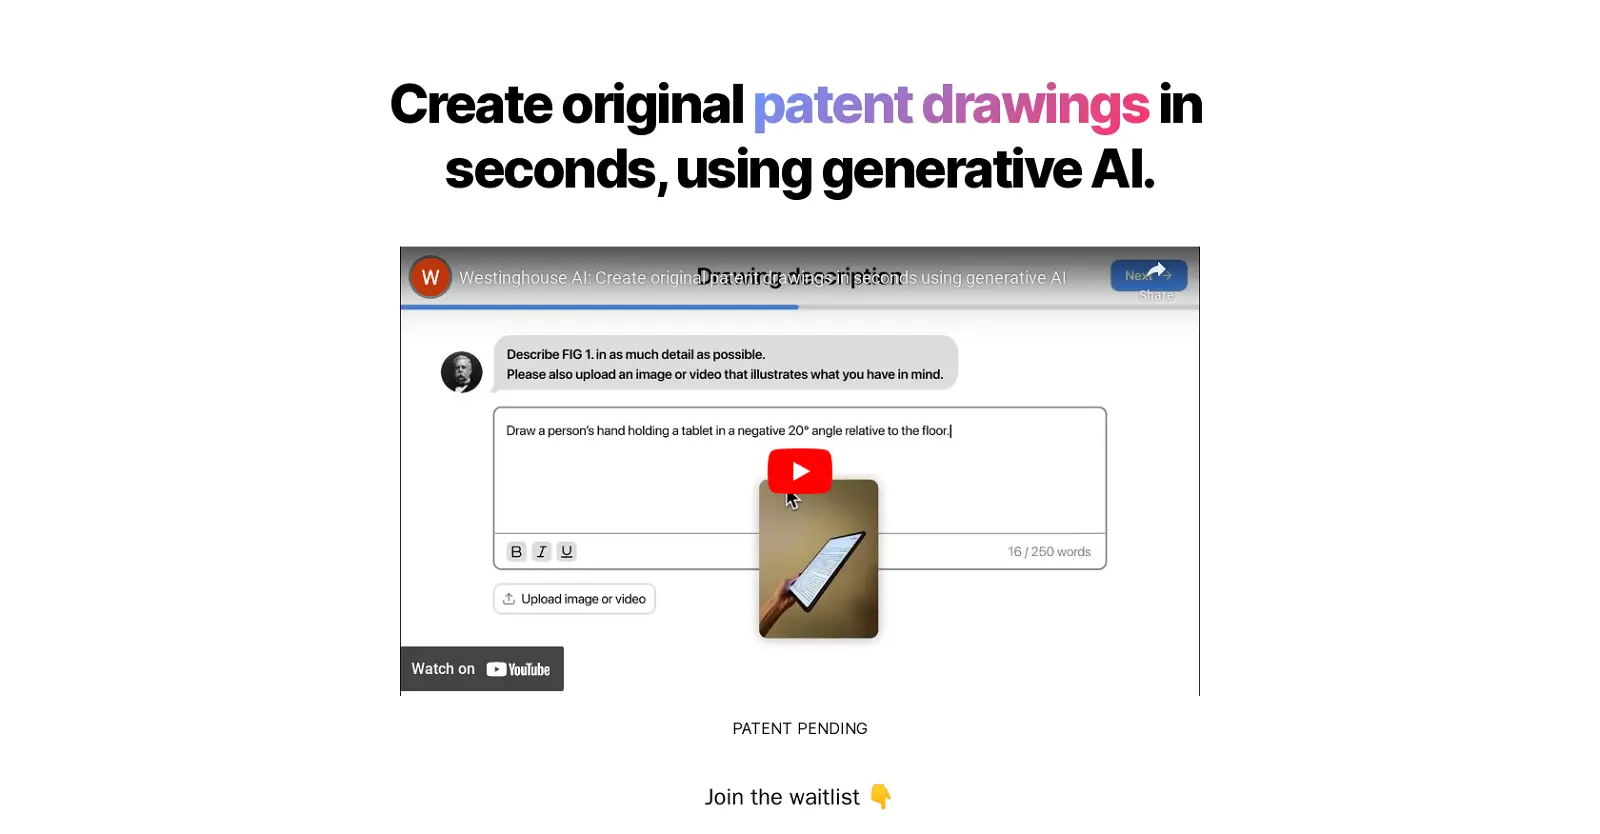 Create original patent drawings in
seconds, using generative AI.
W
Westinghouse AI: Create original patent drawings in seconds using generative AI
Drawing description
Next →
Share
Describe FIG 1. in as much detail as possible.
Please also upload an image or video that illustrates what you have in mind.
Draw a person's hand holding a tablet in a negative 20° angle relative to the floor.
B I U
16 / 250 words
Upload image or video
Watch on YouTube
PATENT PENDING
Join the waitlist 👇